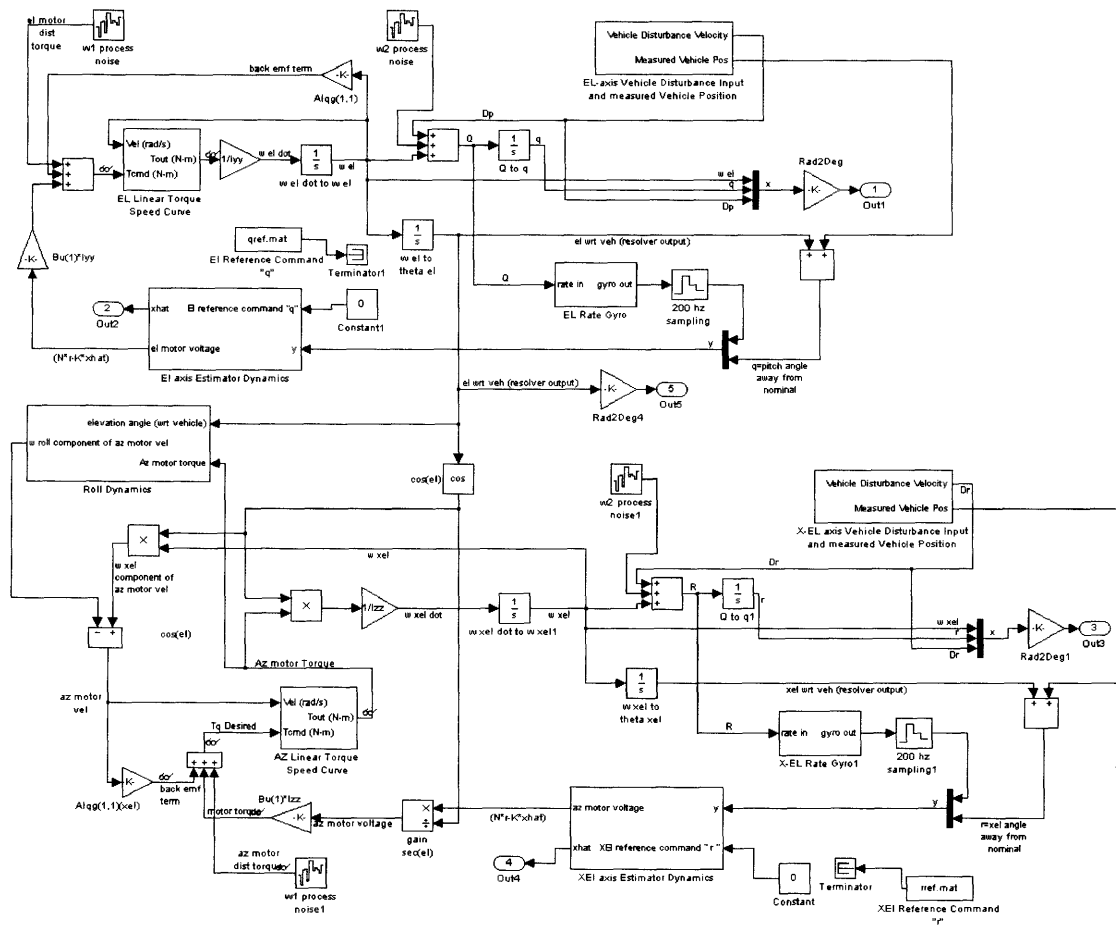 el motor
dist
torque
w1 process
noise
w2 process
noise
back emf term
-K-
Alqg(1,1)
Vehicle Disturbance Velocity
Measured Vehicle Pos
EL-axis Vehicle Disturbance Input
and measured Vehicle Position
Dp
+
+
+
Vel (rad/s)
Tout (N-m)
Tcmd (N-m)
EL Linear Torque
Speed Curve
1/Iyy
w el dot
1
s
w el dot to w el
w el
+
+
+
Q
1
s
Q to q
q
w el
q
Dp
x
Rad2Deg
-K-
1
Out1
-K-
Bu(1)*Iyy
qref.mat
El Reference Command
"q"
Terminator1
1
s
w el to
theta el
el wrt veh (resolver output)
+ +
Q
rate in
gyro out
EL Rate Gyro
200 hz
sampling
2
Out2
xhat
El reference command "q"
el motor voltage
y
El axis Estimator Dynamics
0
Constant1
(N*r-K*xhat)
y
q=pitch angle
away from
nominal
el wrt veh (resolver output)
-K-
Rad2Deg4
5
Out5
elevation angle (wrt vehicle)
w roll component of az motor vel
Az motor torque
Roll Dynamics
cos(el)
cos
w2 process
noise1
Vehicle Disturbance Velocity
Measured Vehicle Pos
Dr
X-EL axis Vehicle Disturbance Input
and measured Vehicle Position
×
w xel
component of
az motor vel
w xel
Dr
×
1/Izz
w xel dot
1
s
w xel dot to w xel1
w xel
+
+
+
R
1
s
Q to q1
r
w xel
r
Dr
x
-K-
Rad2Deg1
3
Out3
− +
cos(el)
Az motor Torque
az motor
vel
Vel (rad/s)
Tout (N-m)
Tcmd (N-m)
AZ Linear Torque
Speed Curve
Tq Desired
1
s
w xel to
theta xel
xel wrt veh (resolver output)
+ +
R
rate in
gyro out
X-EL Rate Gyro1
200 hz
sampling1
-K-
Alqg(1,1)(xel)
back emf
term
+ + +
motor torque
Bu(1)*Izz
-K-
az motor voltage
×
÷
gain
sec(el)
(N*r-K*xhat)
az motor voltage
y
xhat
XEl reference command "r"
XEl axis Estimator Dynamics
y
r=xel angle
away from
nominal
az motor
dist torque
w1 process
noise1
4
Out4
0
Constant
Terminator
rref.mat
XEl Reference Command
"r"